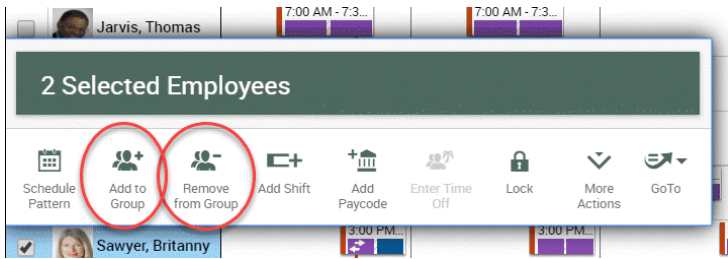 Jarvis, Thomas
7:00 AM - 7:3...
7:00 AM - 7:3...
2 Selected Employees
Schedule
Pattern
Add to
Group
Remove
from Group
Add Shift
Add
Paycode
Enter Time
Off
Lock
More
Actions
GoTo
Sawyer, Britanny
3:00 PM...
3:00 PM...